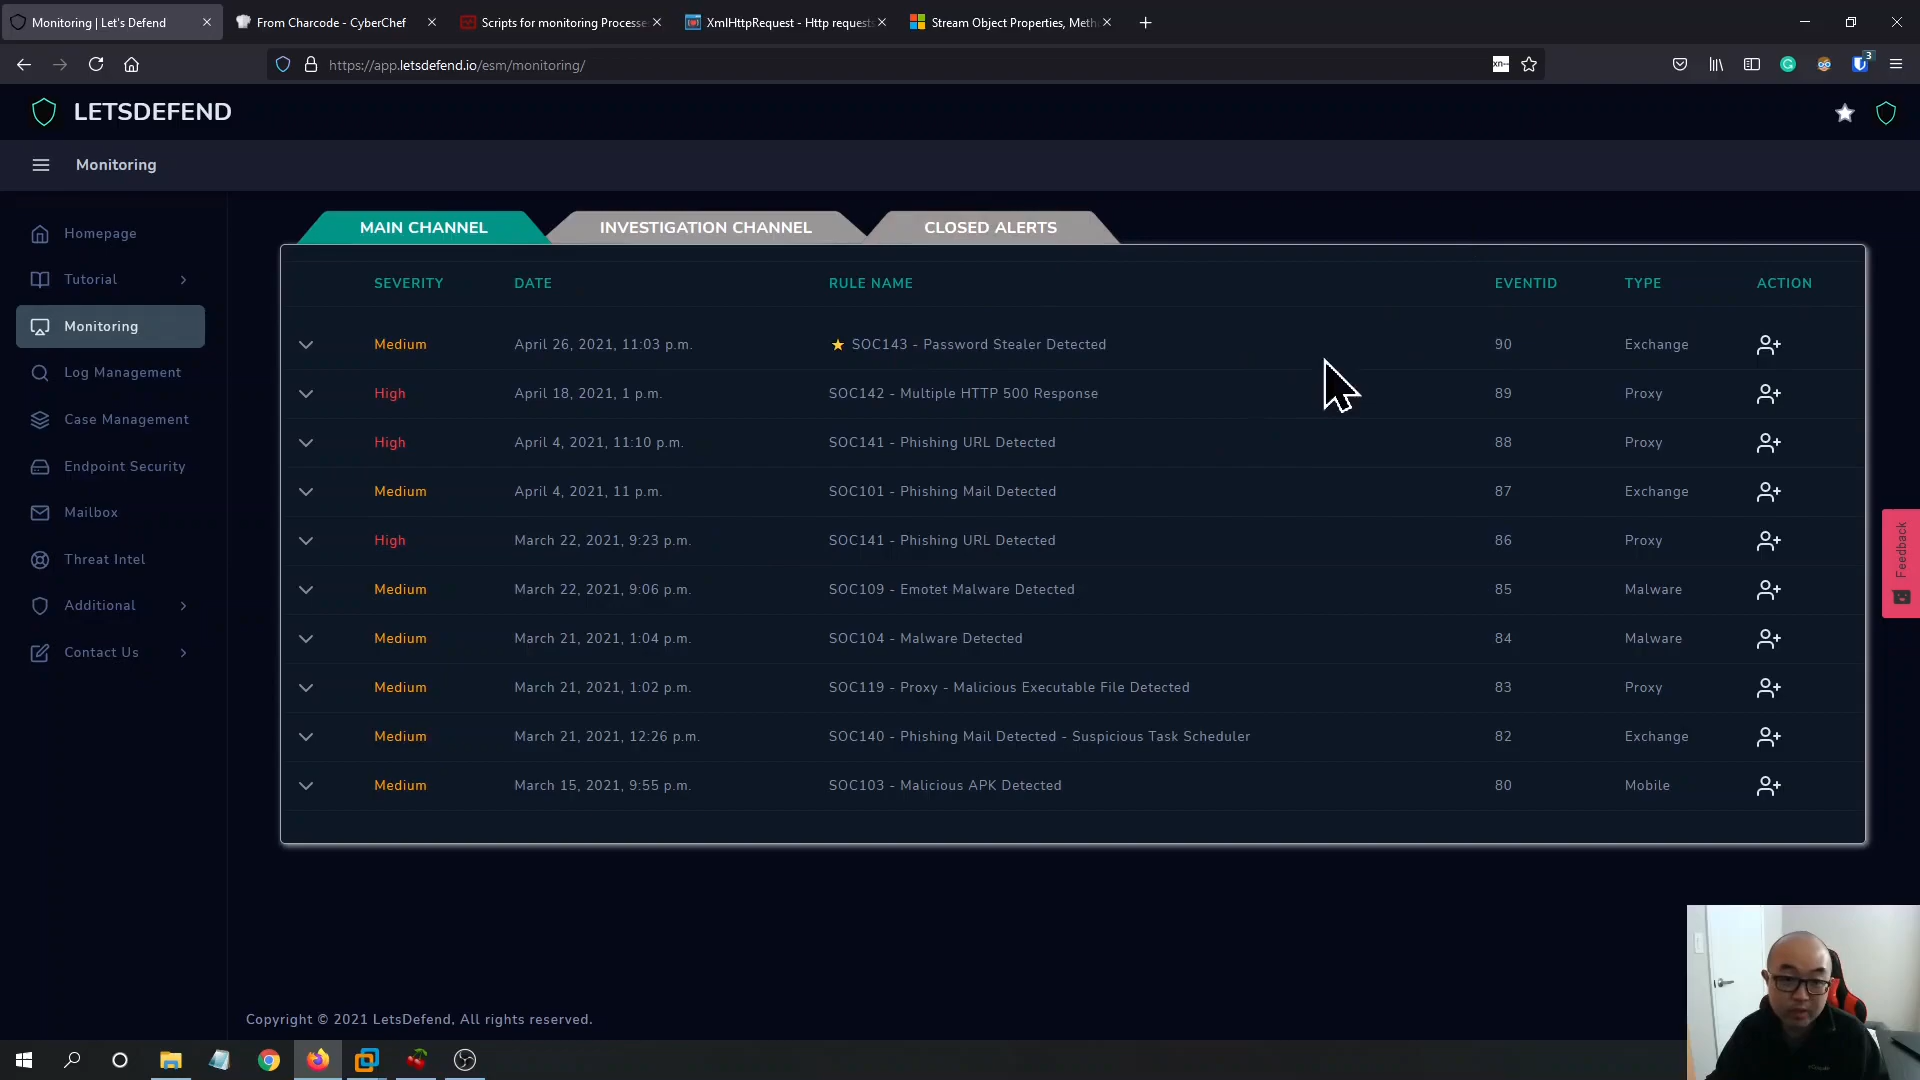 Monitoring | Let's Defend
From Charcode - CyberChef
Scripts for monitoring Processe
XmlHttpRequest - Http requests
Stream Object Properties, Meth
https://app.letsdefend.io/esm/monitoring/
xn--
3
LETSDEFEND
Monitoring
Homepage
Tutorial
Monitoring
Log Management
Case Management
Endpoint Security
Mailbox
Threat Intel
Additional
Contact Us
MAIN CHANNEL
INVESTIGATION CHANNEL
CLOSED ALERTS
SEVERITY DATE RULE NAME EVENTID TYPE ACTION
Medium April 26, 2021, 11:03 p.m. SOC143 - Password Stealer Detected 90 Exchange
High April 18, 2021, 1 p.m. SOC142 - Multiple HTTP 500 Response 89 Proxy
High April 4, 2021, 11:10 p.m. SOC141 - Phishing URL Detected 88 Proxy
Medium April 4, 2021, 11 p.m. SOC101 - Phishing Mail Detected 87 Exchange
High March 22, 2021, 9:23 p.m. SOC141 - Phishing URL Detected 86 Proxy
Medium March 22, 2021, 9:06 p.m. SOC109 - Emotet Malware Detected 85 Malware
Medium March 21, 2021, 1:04 p.m. SOC104 - Malware Detected 84 Malware
Medium March 21, 2021, 1:02 p.m. SOC119 - Proxy - Malicious Executable File Detected 83 Proxy
Medium March 21, 2021, 12:26 p.m. SOC140 - Phishing Mail Detected - Suspicious Task Scheduler 82 Exchange
Medium March 15, 2021, 9:55 p.m. SOC103 - Malicious APK Detected 80 Mobile
Feedback
Copyright © 2021 LetsDefend, All rights reserved.